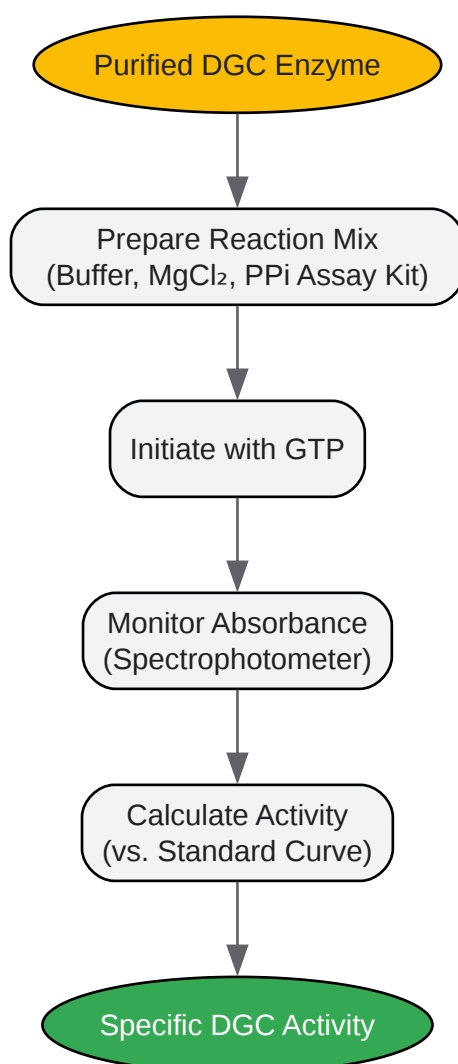 Purified DGC Enzyme
Prepare Reaction Mix
(Buffer, MgCl₂, PPi Assay Kit)
Initiate with GTP
Monitor Absorbance
(Spectrophotometer)
Calculate Activity
(vs. Standard Curve)
Specific DGC Activity